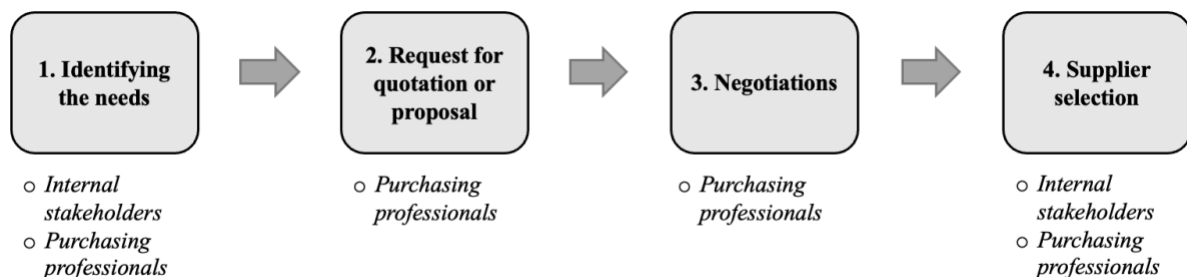 1. Identifying
the needs
2. Request for
quotation or
proposal
3. Negotiations
4. Supplier
selection
o Internal
stakeholders
o Purchasing
professionals
o Purchasing
professionals
o Purchasing
professionals
o Internal
stakeholders
o Purchasing
professionals